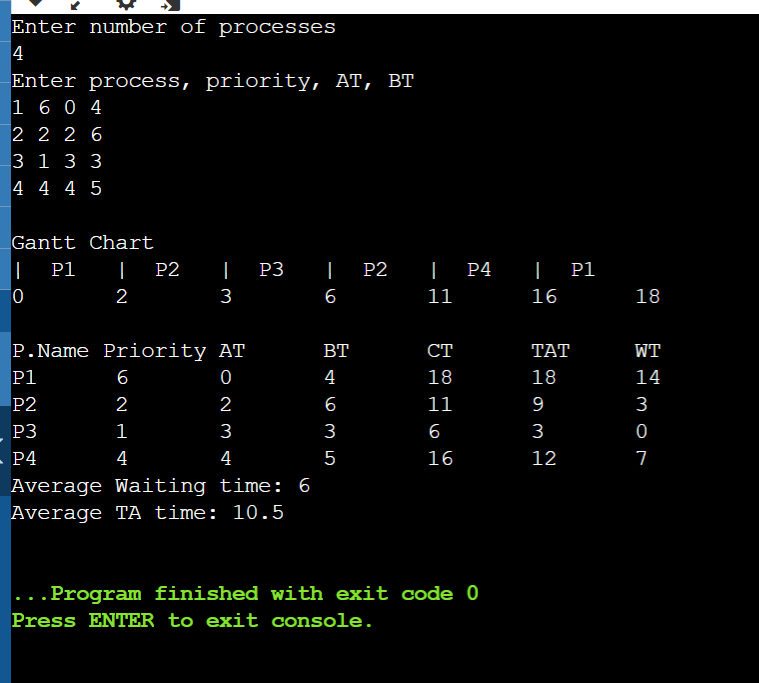 Enter number of processes
4
Enter process, priority, AT, BT
1 6 0 4
2 2 2 6
3 1 3 3
4 4 4 5
Gantt Chart
| P1 | P2 | P3 | P2 | P4 | P1
0 2 3 6 11 16 18
P.Name Priority AT BT CT TAT WT
P1 6 0 4 18 18 14
P2 2 2 6 11 9 3
P3 1 3 3 6 3 0
P4 4 4 5 16 12 7
Average Waiting time: 6
Average TA time: 10.5
...Program finished with exit code 0
Press ENTER to exit console.